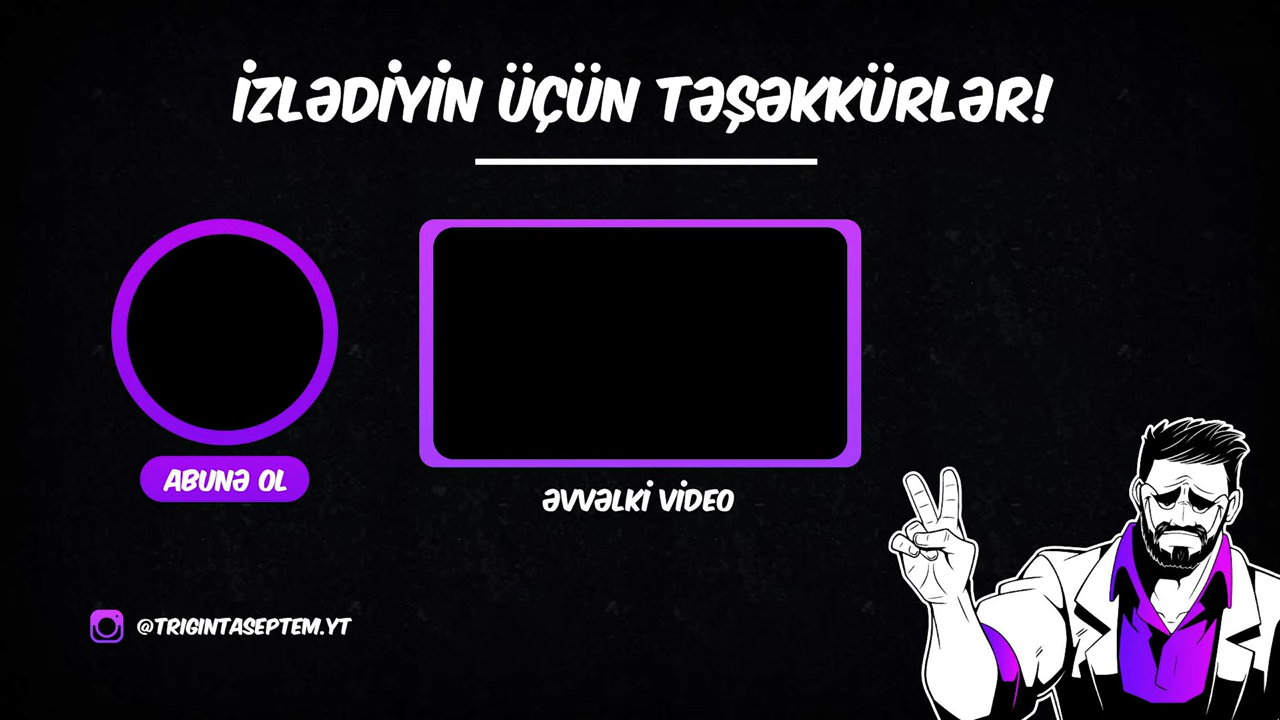 İZLƏDİYİN ÜÇÜN TƏŞƏKKÜRLƏR!
ABUNƏ OL
ƏVVƏLKİ VİDEO
@TRIGINTASEPTEM.YT